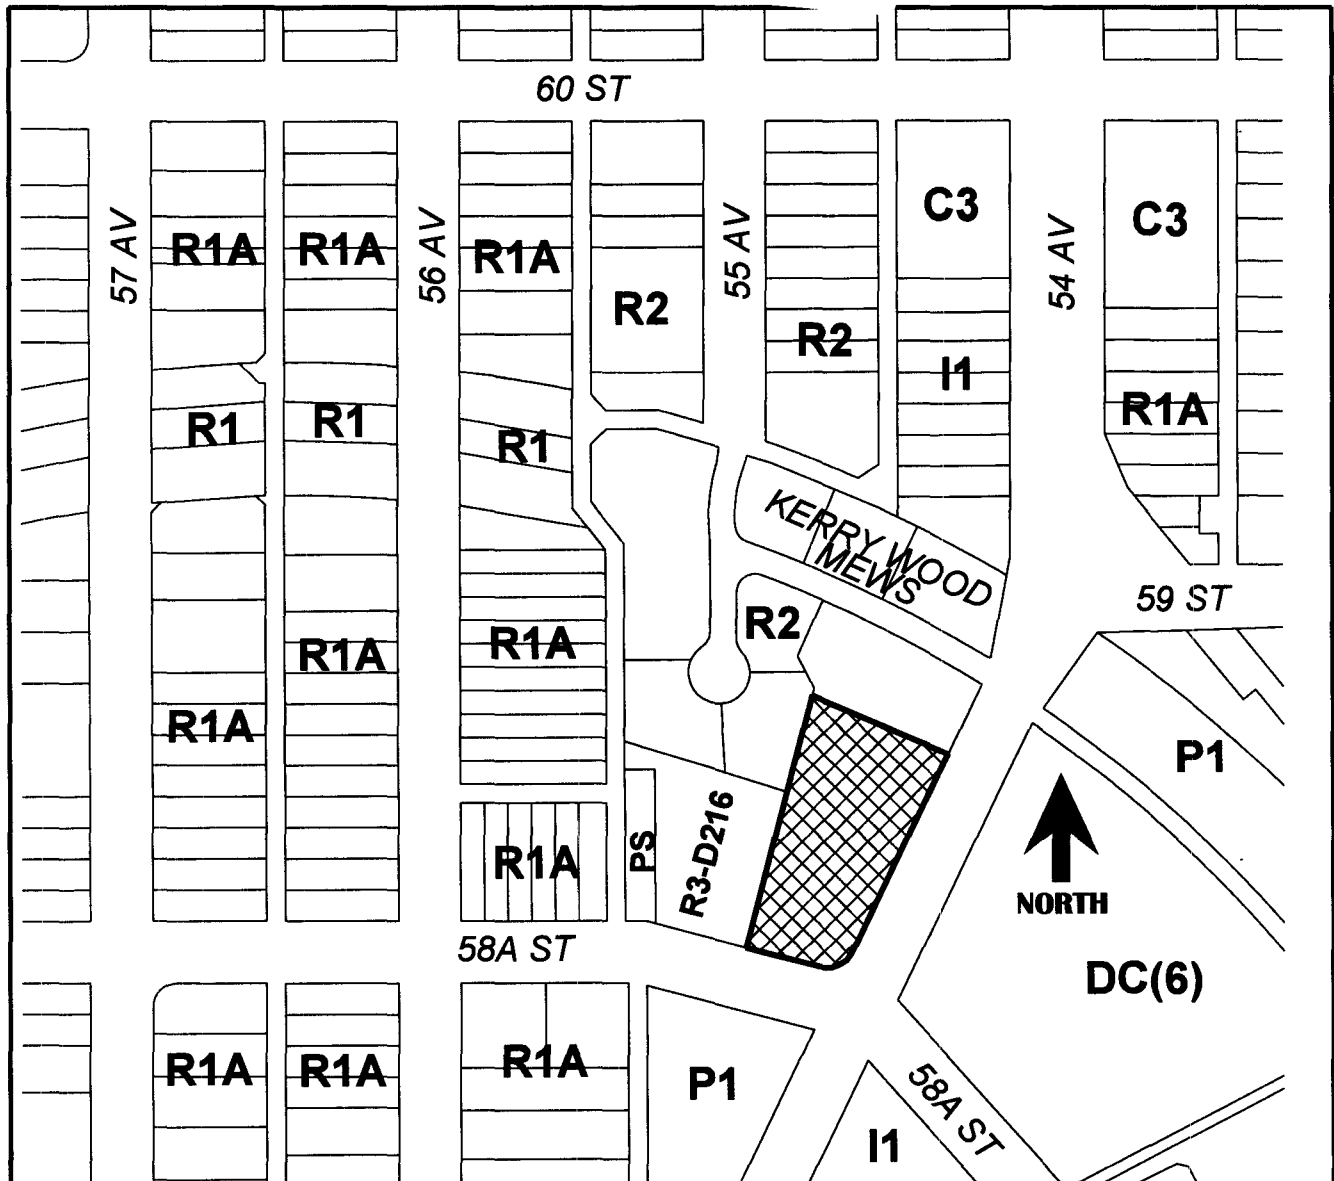 60 ST
57 AV
R1A
R1A
56 AV
R1A
R2
55 AV
R2
C3
54 AV
C3
I1
R1A
R1
R1
R1
KERRY WOOD
MEWS
59 ST
R2
R1A
R1A
R1A
P1
R1A
PS
R3-D216
NORTH
58A ST
DC(6)
R1A
R1A
R1A
P1
58A ST
I1